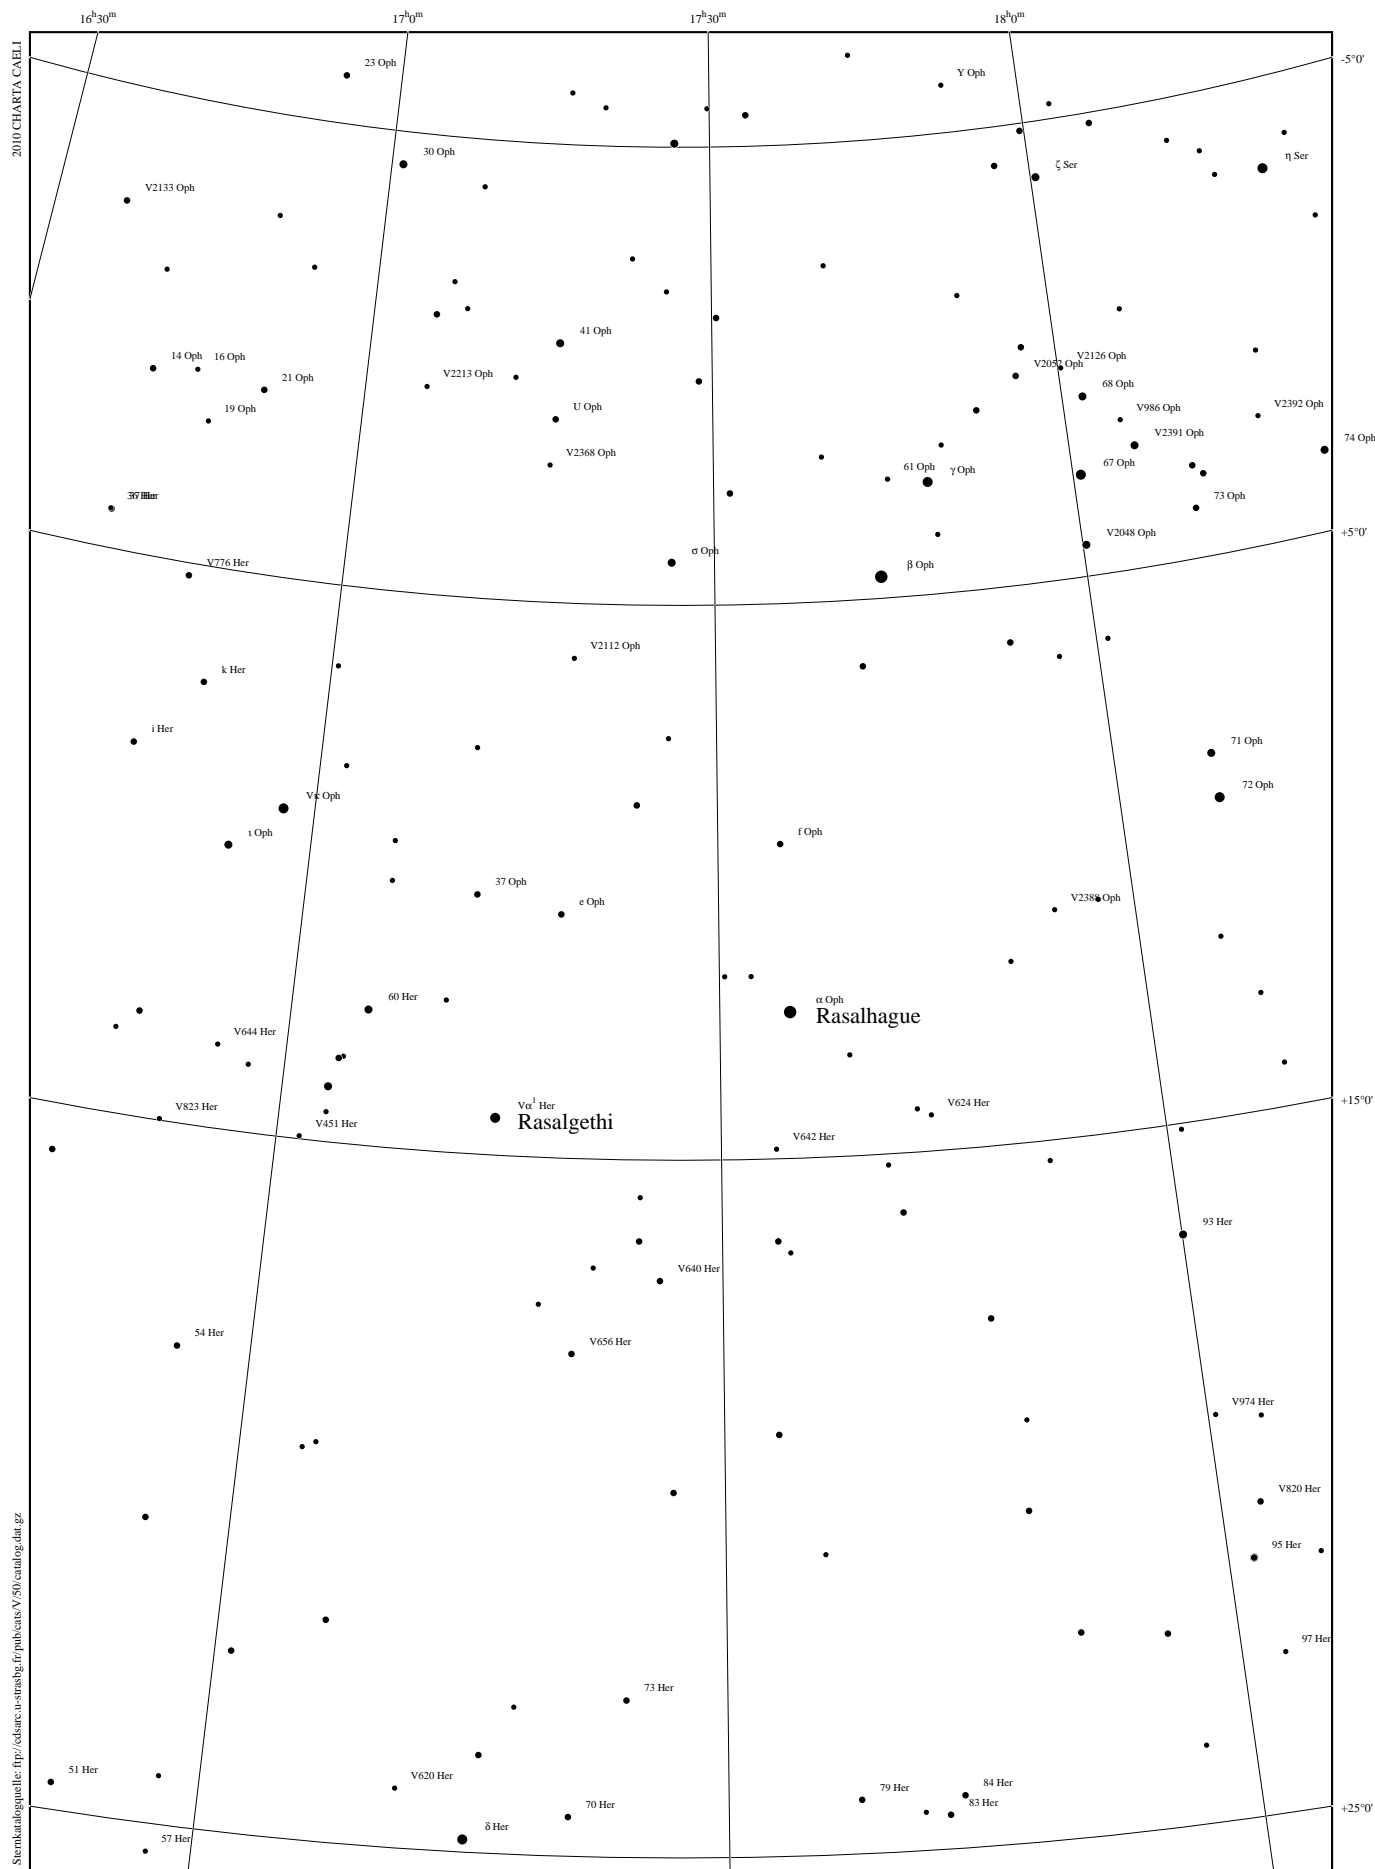 16h30m
17h0m
17h30m
18h0m
2010 CHARTA CAELI
-5°0'
23 Oph
Y Oph
30 Oph
ζ Ser
η Ser
V2133 Oph
41 Oph
14 Oph
16 Oph
V2126 Oph
V2052 Oph
21 Oph
V2213 Oph
68 Oph
19 Oph
U Oph
V986 Oph
V2392 Oph
V2391 Oph
74 Oph
V2368 Oph
61 Oph
γ Oph
67 Oph
73 Oph
+5°0'
V2048 Oph
σ Oph
β Oph
V776 Her
V2112 Oph
k Her
i Her
71 Oph
72 Oph
Vκ Oph
ι Oph
f Oph
37 Oph
e Oph
V2388 Oph
60 Her
α Oph
Rasalhague
V644 Her
+15°0'
V823 Her
Vα1 Her
Rasalgethi
V624 Her
V451 Her
V642 Her
93 Her
V640 Her
54 Her
V656 Her
V974 Her
V820 Her
95 Her
97 Her
73 Her
51 Her
V620 Her
79 Her
84 Her
83 Her
70 Her
+25°0'
δ Her
57 Her
Sternkatalogquelle: ftp://cdsarc.u-strasbg.fr/pub/cats/V/50/catalog.dat.gz